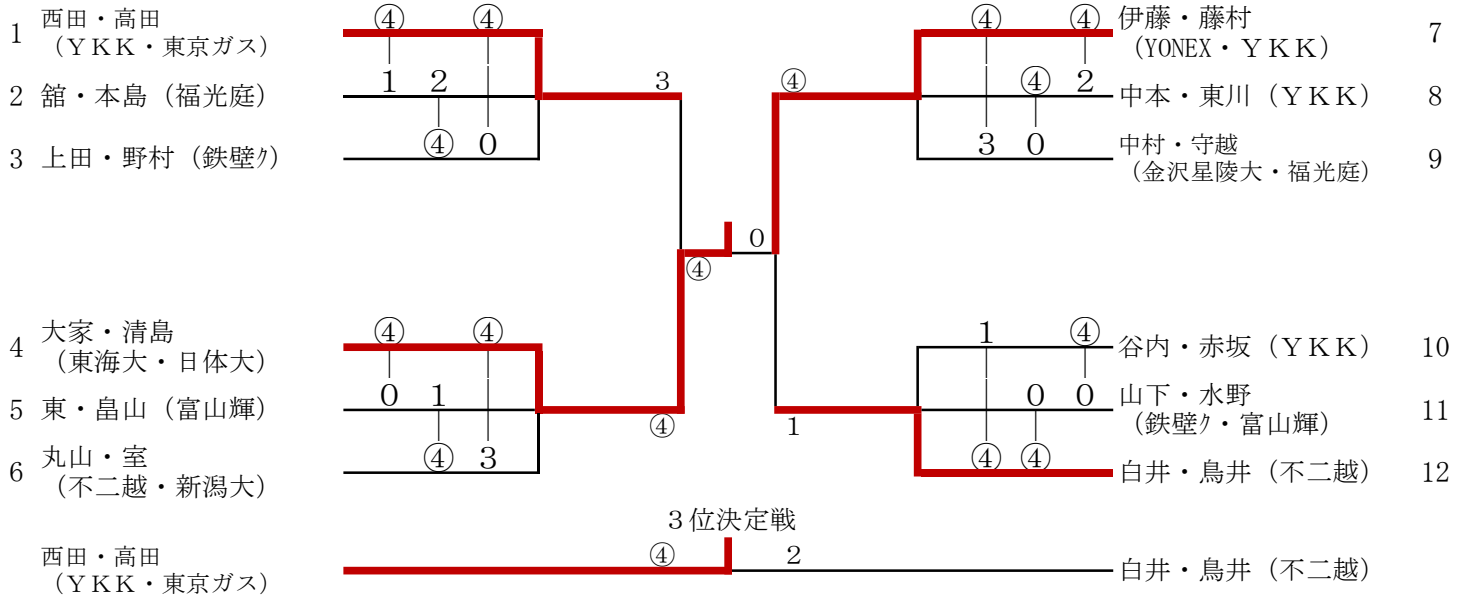 1 西田・高田
（ＹＫＫ・東京ガス）
④ ④
1 2
2 舘・本島（福光庭）
④ 0
3 上田・野村（鉄壁ｸ）
3
④
④ ④
伊藤・藤村 7
（YONEX・ＹＫＫ）
④ 2
中本・東川（ＹＫＫ） 8
3 0
中村・守越 9
（金沢星陵大・福光庭）
0
④
4 大家・清島
（東海大・日体大）
④ ④
0 1
5 東・畠山（富山輝）
④ 3
6 丸山・室
（不二越・新潟大）
④
1
1 ④
谷内・赤坂（ＹＫＫ） 10
0 0
山下・水野 11
（鉄壁ｸ・富山輝）
④ ④
白井・鳥井（不二越） 12
３位決定戦
西田・高田
（ＹＫＫ・東京ガス）
④ 2
白井・鳥井（不二越）